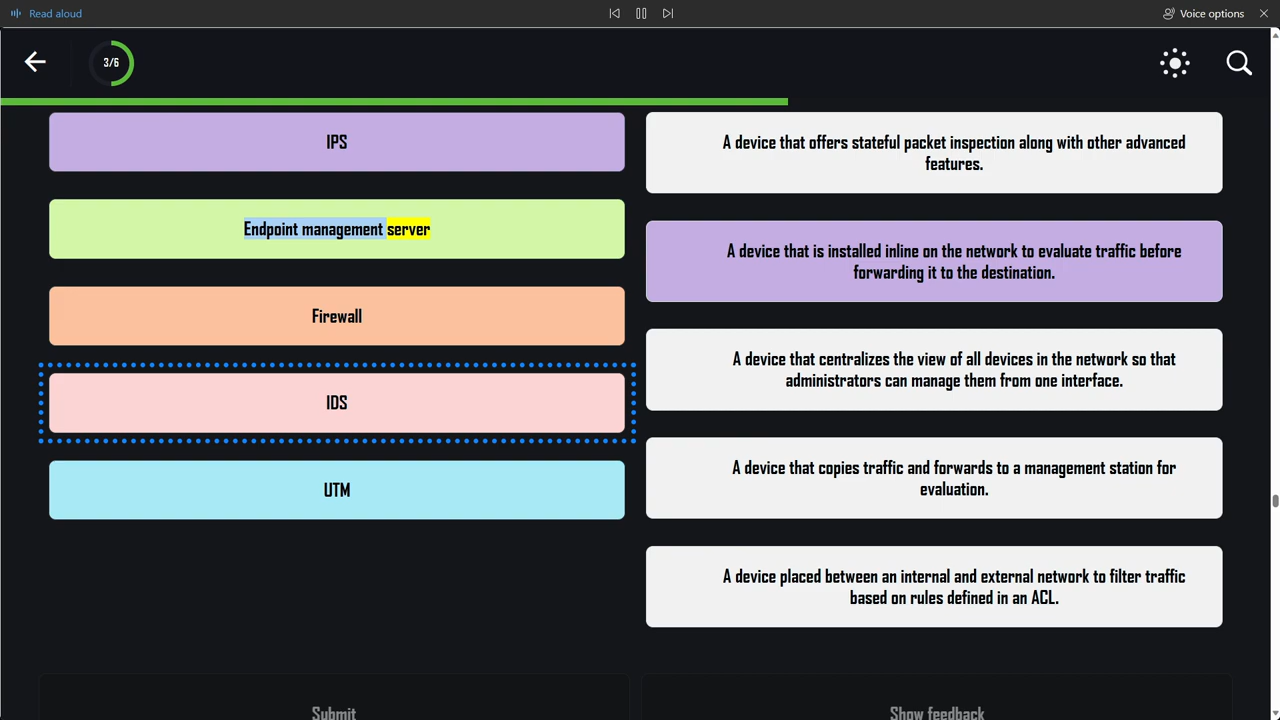 Read aloud
Voice options
3/6
IPS
Endpoint management server
Firewall
IDS
UTM
A device that offers stateful packet inspection along with other advanced
features.
A device that is installed inline on the network to evaluate traffic before
forwarding it to the destination.
A device that centralizes the view of all devices in the network so that
administrators can manage them from one interface.
A device that copies traffic and forwards to a management station for
evaluation.
A device placed between an internal and external network to filter traffic
based on rules defined in an ACL.
Submit
Show feedback